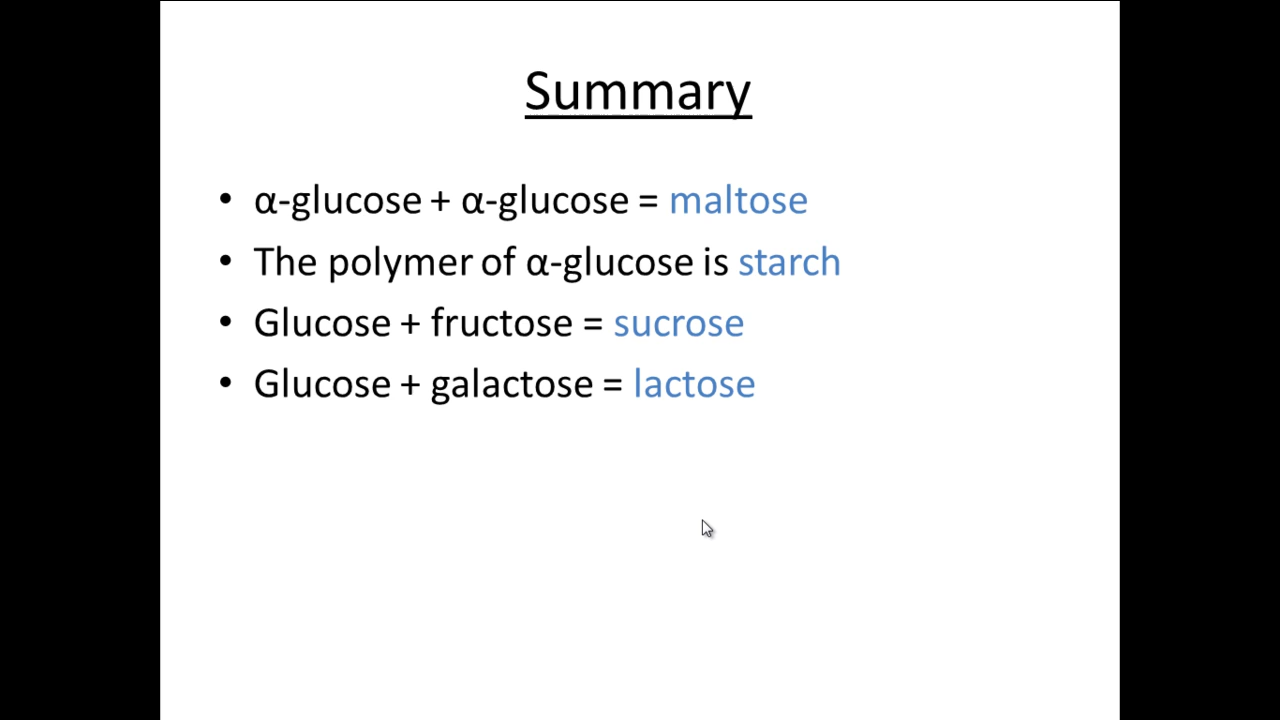 Summary
• α-glucose + α-glucose = maltose
• The polymer of α-glucose is starch
• Glucose + fructose = sucrose
• Glucose + galactose = lactose